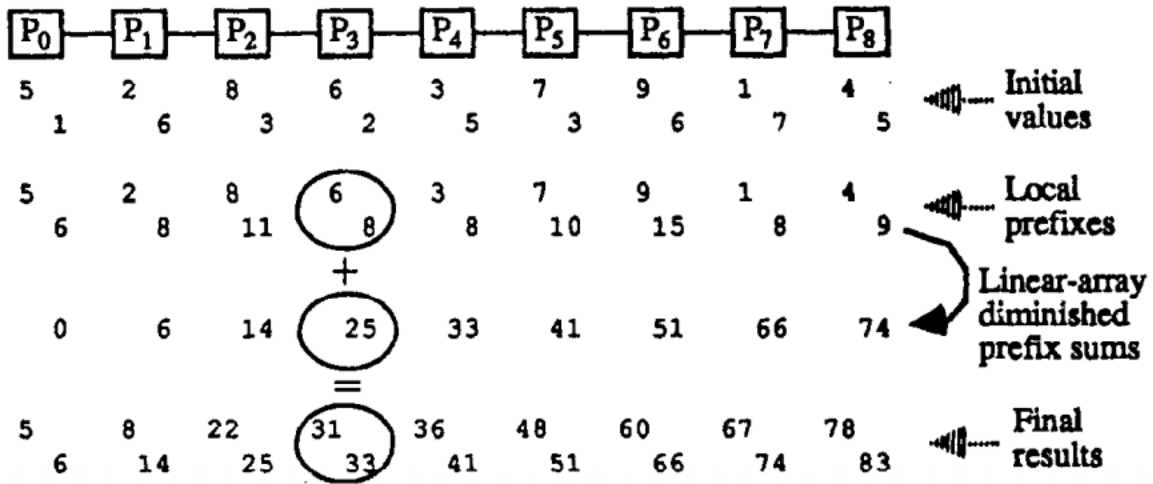 P0 P1 P2 P3 P4 P5 P6 P7 P8
5 2 8 6 3 7 9 1 4 Initial
1 6 3 2 5 3 6 7 5 values
5 2 8 6 3 7 9 1 4 Local
6 8 11 8 8 10 15 8 9 prefixes
+
Linear-array
0 6 14 25 33 41 51 66 74 diminished
prefix sums
=
5 8 22 31 36 48 60 67 78 Final
6 14 25 33 41 51 66 74 83 results